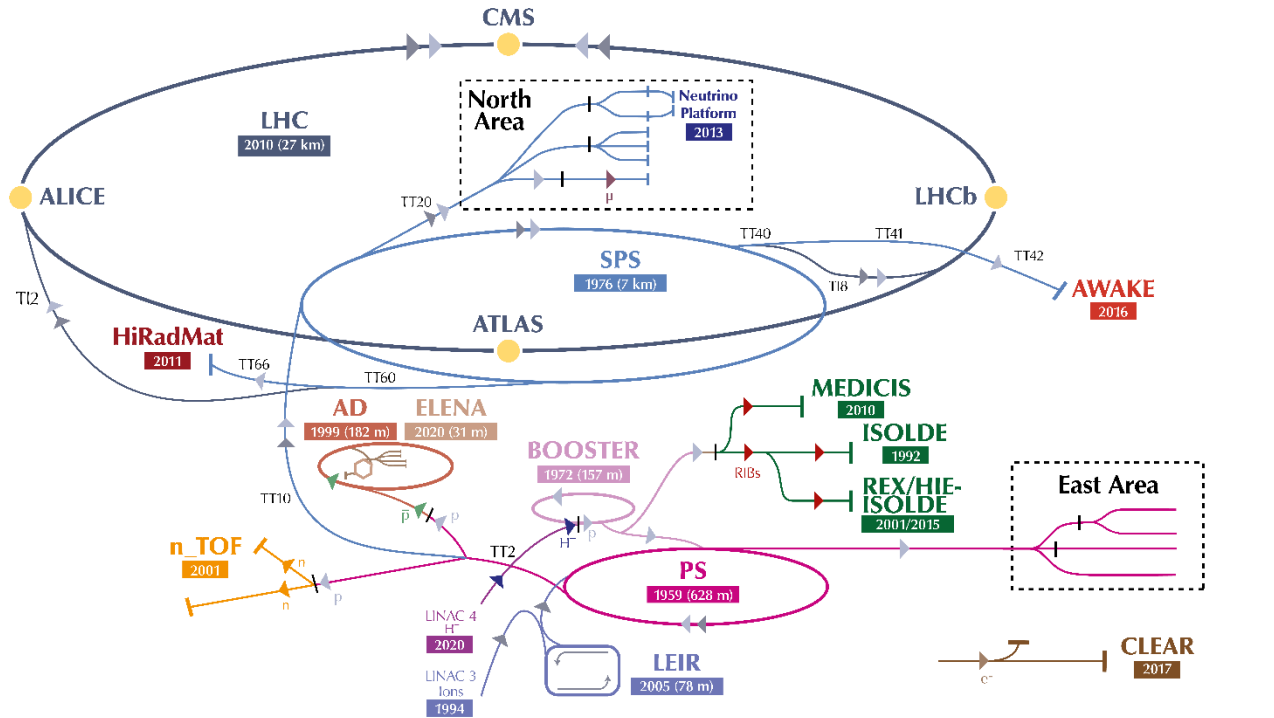 CMS
LHC
2010 (27 km)
North
Area
Neutrino
Platform
2013
μ
ALICE
LHCb
TT20
TT40
TT41
TT42
SPS
1976 (7 km)
TI8
AWAKE
2016
TI2
ATLAS
HiRadMat
2011
TT66
TT60
AD
1999 (182 m)
ELENA
2020 (31 m)
MEDICIS
2010
BOOSTER
1972 (157 m)
ISOLDE
1992
RIBs
REX/HIE-
ISOLDE
2001/2015
East Area
TT10
p̅
p
p
H⁻
n_TOF
2001
n
n
p
TT2
PS
1959 (628 m)
LINAC 4
H⁻
2020
LINAC 3
Ions
1994
LEIR
2005 (78 m)
CLEAR
2017
e⁻